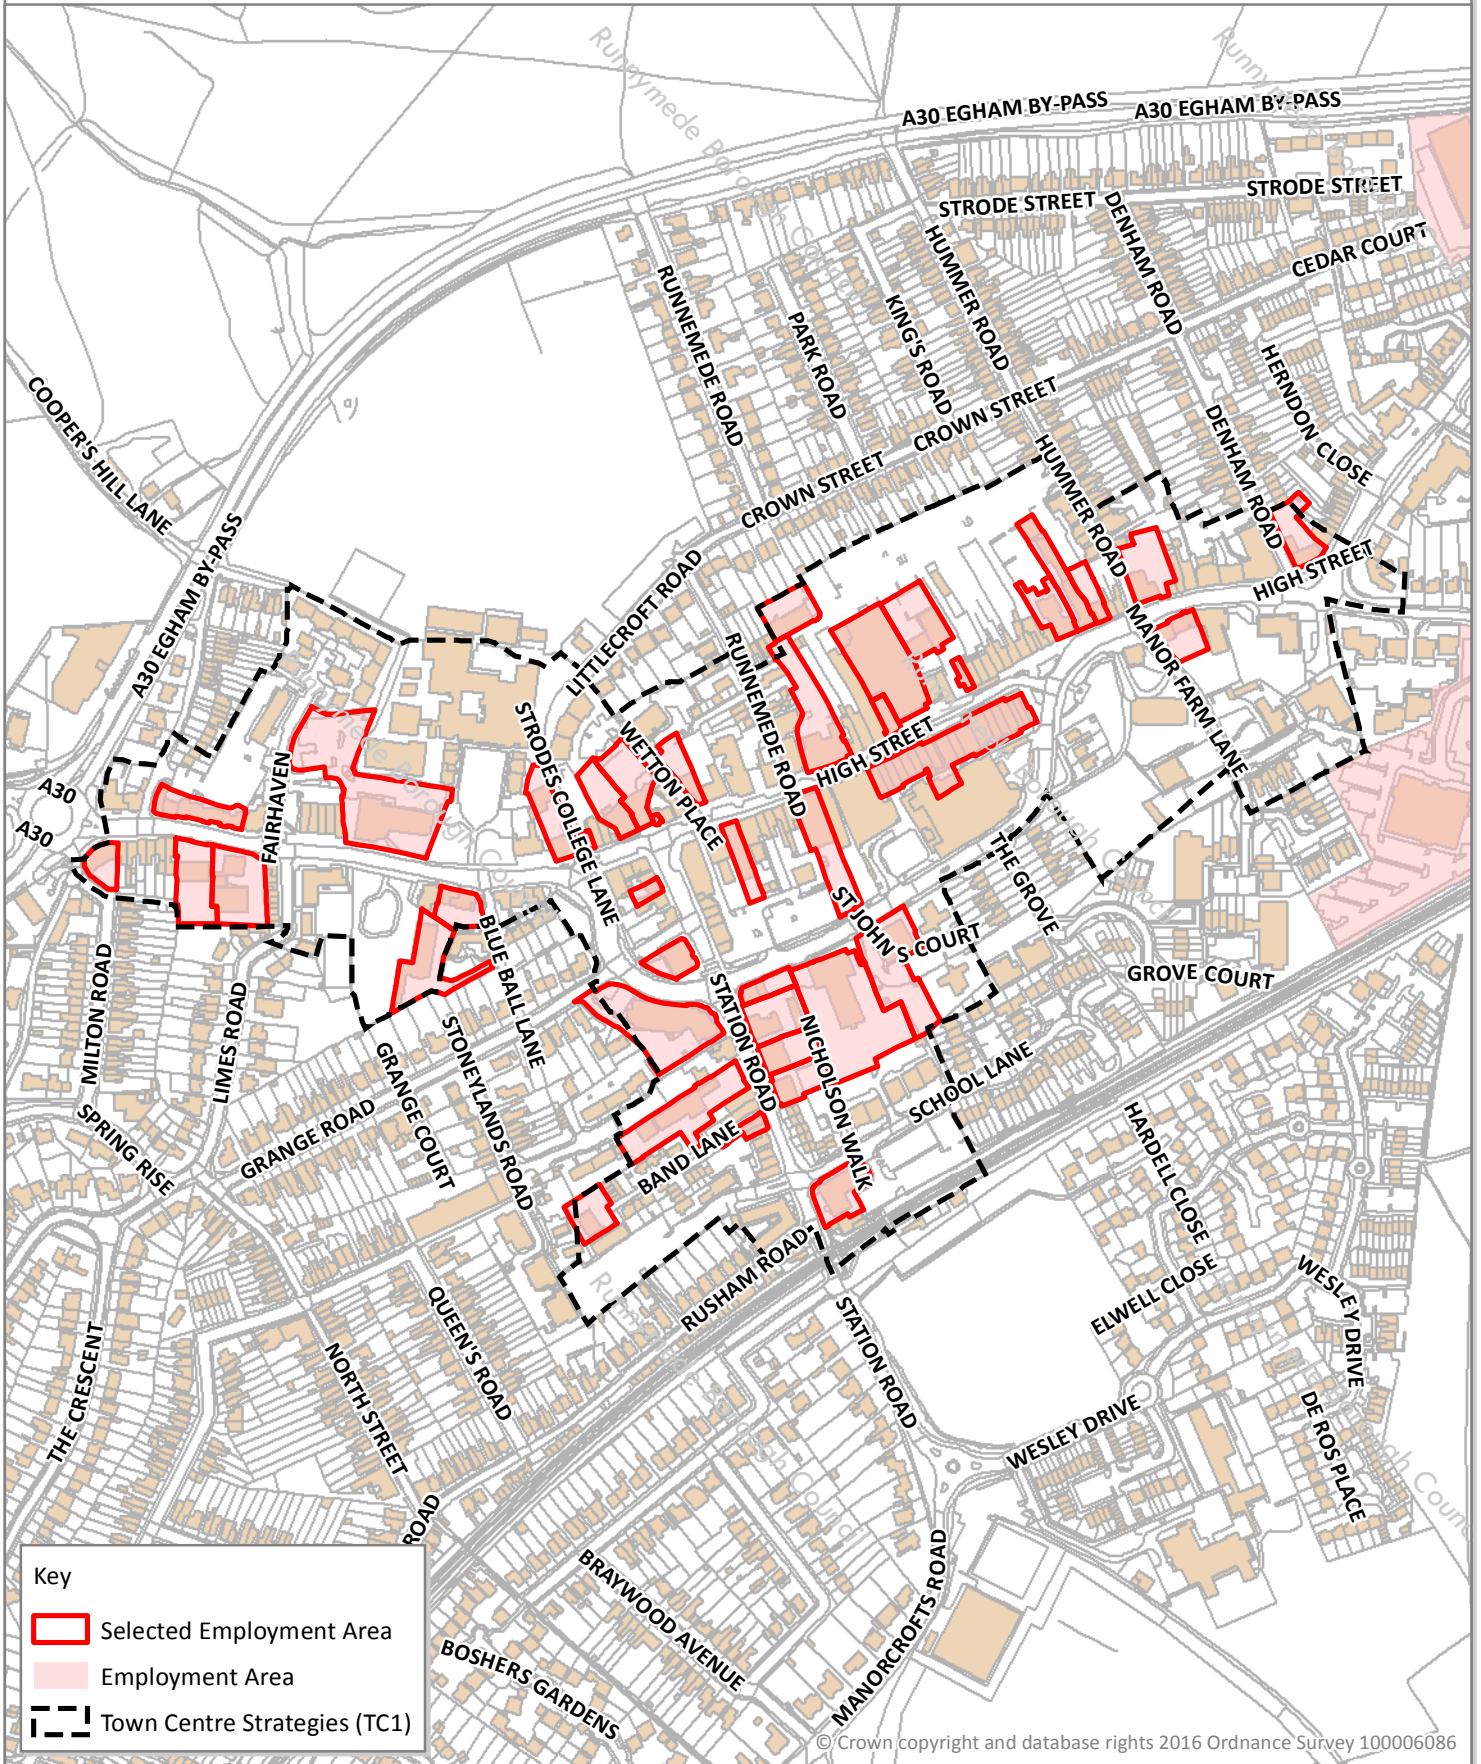 A30 EGHAM BY-PASS
A30 EGHAM BY-PASS
Runnymede Borough Council
STRODE STREET
STRODE STREET
DENHAM ROAD
CEDAR COURT
HUMMER ROAD
RUNNEMEDE ROAD
PARK ROAD
KING'S ROAD
HERNDON CLOSE
COOPER'S HILL LANE
CROWN STREET
CROWN STREET
DENHAM ROAD
HUMMER ROAD
A30 EGHAM BY-PASS
HIGH STREET
LITTLECROFT ROAD
MANOR FARM LANE
RUNNEMEDE ROAD
STRODES COLLEGE LANE
WETTON PLACE
HIGH STREET
FAIRHAVEN
A30
A30
THE GROVE
ST JOHN S COURT
BLUE BALL LANE
GROVE COURT
MILTON ROAD
LIMES ROAD
STATION ROAD
NICHOLSON WALK
STONEYLANDS ROAD
GRANGE COURT
SCHOOL LANE
GRANGE ROAD
SPRING RISE
BAND LANE
HARDELL CLOSE
RUSHAM ROAD
ELWELL CLOSE
WESLEY DRIVE
QUEEN'S ROAD
STATION ROAD
THE CRESCENT
NORTH STREET
WESLEY DRIVE
DE ROS PLACE
ROAD
BRAYWOOD AVENUE
MANORCROFTS ROAD
BOSHERS GARDENS
Key
Selected Employment Area
Employment Area
Town Centre Strategies (TC1)
© Crown copyright and database rights 2016 Ordnance Survey 100006086